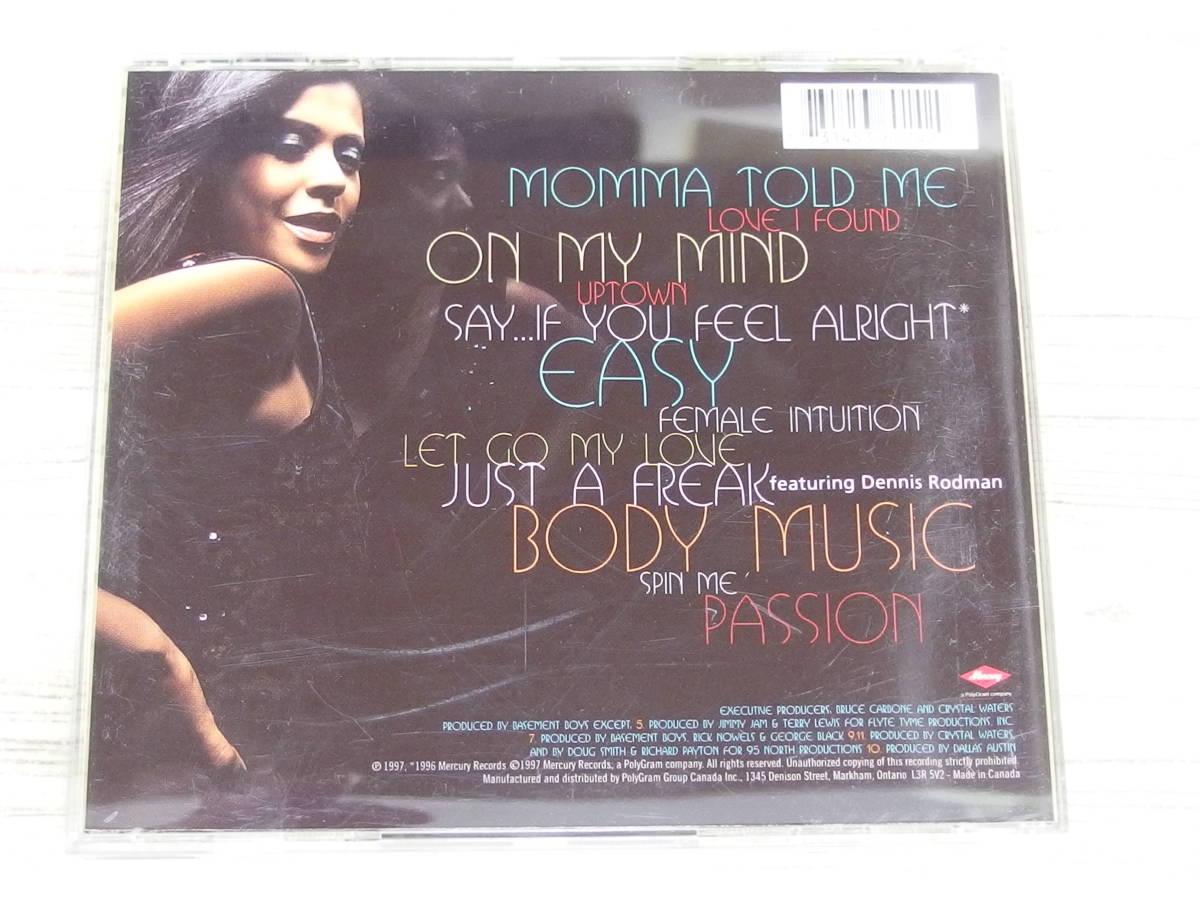 MOMMA TOLD ME
LOVE I FOUND
ON MY MIND
UPTOWN
SAY...IF YOU FEEL ALRIGHT*
EASY
FEMALE INTUITION
LET GO MY LOVE
JUST A FREAK featuring Dennis Rodman
BODY MUSIC
SPIN ME
PASSION
Mercury
a PolyGram company
EXECUTIVE PRODUCERS, BRUCE CARBONE AND CRYSTAL WATERS
PRODUCED BY BASEMENT BOYS EXCEPT, 5. PRODUCED BY JIMMY JAM & TERRY LEWIS FOR FLYTE TYME PRODUCTIONS, INC.
7. PRODUCED BY BASEMENT BOYS, RICK NOWELS & GEORGE BLACK 9,11. PRODUCED BY CRYSTAL WATERS,
AND BY DOUG SMITH & RICHARD PAYTON FOR 95 NORTH PRODUCTIONS 10. PRODUCED BY DALLAS AUSTIN
℗ 1997, *1996 Mercury Records ©1997 Mercury Records, a PolyGram company. All rights reserved. Unauthorized copying of this recording strictly prohibited.
Manufactured and distributed by PolyGram Group Canada Inc., 1345 Denison Street, Markham, Ontario L3R 5V2 - Made in Canada